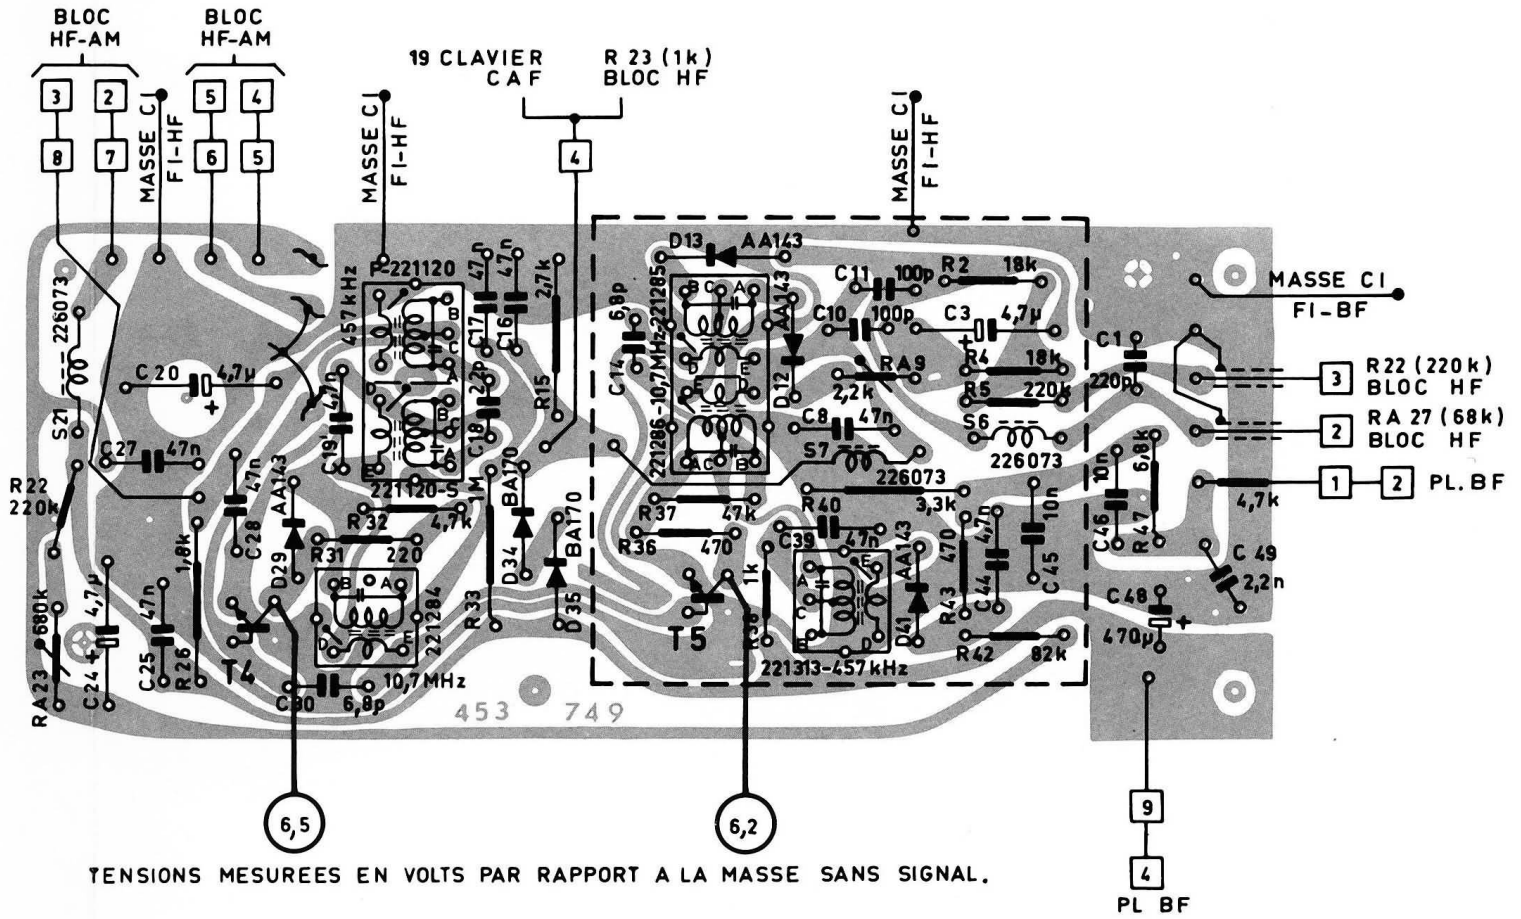 BLOC
HF-AM
BLOC
HF-AM
3
2
5
4
8
7
6
5
MASSE CI
FI-HF
MASSE CI
FI-HF
19 CLAVIER
CAF
R 23 (1k)
BLOC HF
4
MASSE CI
FI-HF
226073
S21
C20
4,7µ
+
C27
47n
R22
220k
457kHz
P-221120
B
C
A
D
B
C
A
E
221120-S
4,7n
C19'
C17
47n
C16
47n
2,2p
C18
2,7k
R15
47n
C28
AA143
D29
1,8k
R26
R32
4,7k
R31
220
1M
R33
BA170
D34
BA170
D35
B
A
D
E
221284
10,7MHz
RA23
680k
C24
4,7µ
+
C25
47n
T4
C30
6,8p
453
749
D13
AA143
6,8p
C14
221286-10,7MHz-221285
B
C
A
D
E
D
E
A
C
B
AA143
D12
C11
100p
C10
100p
R2
18k
C3
4,7µ
+
R4
18k
RA9
2,2k
R5
220k
C8
47n
S6
226073
S7
226073
R37
47k
R36
470
R40
3,3k
C39
47n
T5
1k
R38
A
C
B
E
D
221313-457kHz
AA143
D41
470
R43
4,7n
C44
10n
C45
R42
82k
C1
220p
10n
C46
6,8k
R47
C49
2,2n
C48
470µ
+
MASSE CI
FI-BF
3
R22 (220k)
BLOC HF
2
RA 27 (68k)
BLOC HF
4,7k
1
2
PL.BF
6,5
6,2
9
4
PL BF
TENSIONS MESUREES EN VOLTS PAR RAPPORT A LA MASSE SANS SIGNAL.